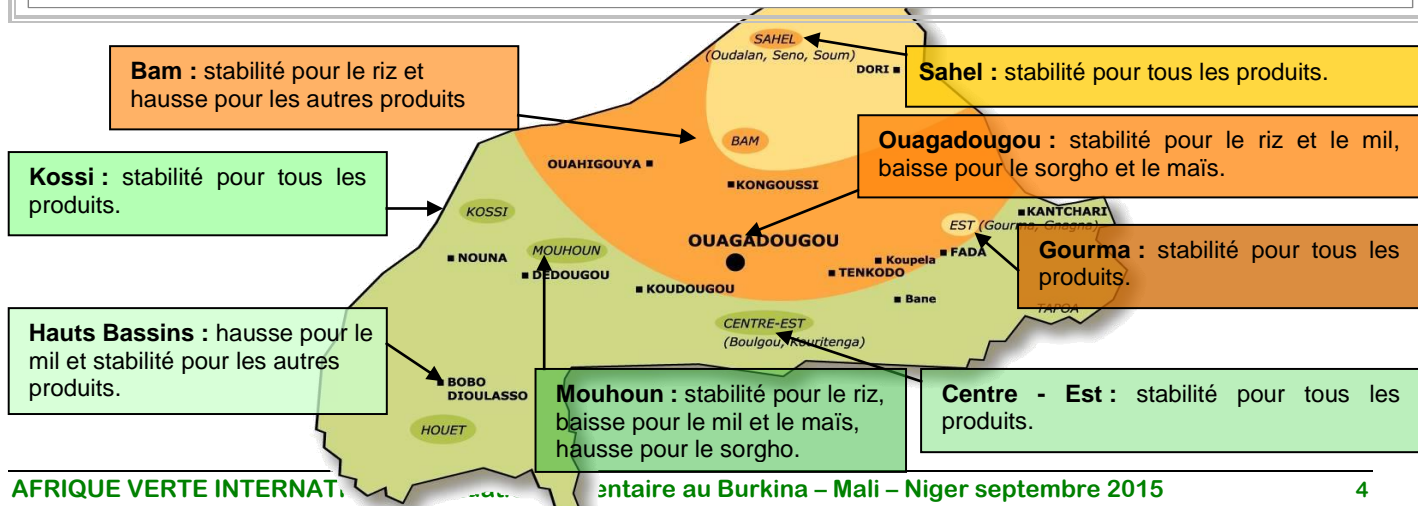 SAHEL
(Oudalan, Seno, Soum)
DORI
Bam : stabilité pour le riz et
hausse pour les autres produits
Sahel : stabilité pour tous les produits.
BAM
Ouagadougou : stabilité pour le riz et le mil,
baisse pour le sorgho et le maïs.
OUAHIGOUYA
KONGOUSSI
Kossi : stabilité pour tous les
produits.
KOSSI
KANTCHARI
EST (Gourma, Gnagna)
MOUHOUN
OUAGADOUGOU
NOUNA
DEDOUGOU
Koupela
FADA
TENKODO
KOUDOUGOU
Bane
Gourma : stabilité pour tous les
produits.
TAPOA
CENTRE-EST
(Boulgou, Kouritenga)
Hauts Bassins : hausse pour le
mil et stabilité pour les autres
produits.
BOBO
DIOULASSO
HOUET
Mouhoun : stabilité pour le riz,
baisse pour le mil et le maïs,
hausse pour le sorgho.
Centre - Est : stabilité pour tous les
produits.
AFRIQUE VERTE INTERNAT entaire au Burkina – Mali – Niger septembre 2015 4